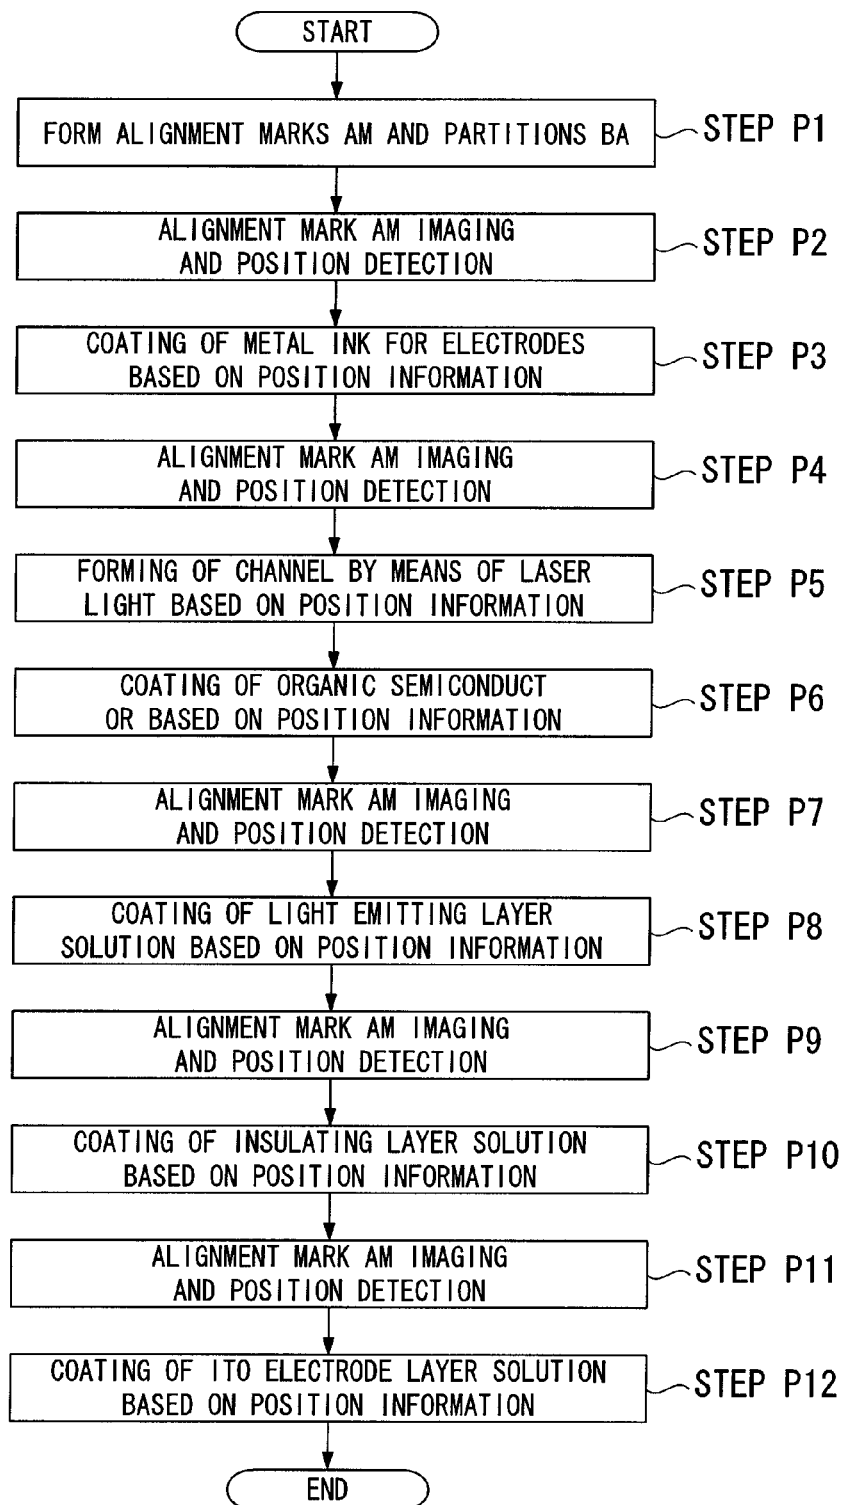 START
FORM ALIGNMENT MARKS AM AND PARTITIONS BA
STEP P1
ALIGNMENT MARK AM IMAGING
AND POSITION DETECTION
STEP P2
COATING OF METAL INK FOR ELECTRODES
BASED ON POSITION INFORMATION
STEP P3
ALIGNMENT MARK AM IMAGING
AND POSITION DETECTION
STEP P4
FORMING OF CHANNEL BY MEANS OF LASER
LIGHT BASED ON POSITION INFORMATION
STEP P5
COATING OF ORGANIC SEMICONDUCT
OR BASED ON POSITION INFORMATION
STEP P6
ALIGNMENT MARK AM IMAGING
AND POSITION DETECTION
STEP P7
COATING OF LIGHT EMITTING LAYER
SOLUTION BASED ON POSITION INFORMATION
STEP P8
ALIGNMENT MARK AM IMAGING
AND POSITION DETECTION
STEP P9
COATING OF INSULATING LAYER SOLUTION
BASED ON POSITION INFORMATION
STEP P10
ALIGNMENT MARK AM IMAGING
AND POSITION DETECTION
STEP P11
COATING OF ITO ELECTRODE LAYER SOLUTION
BASED ON POSITION INFORMATION
STEP P12
END